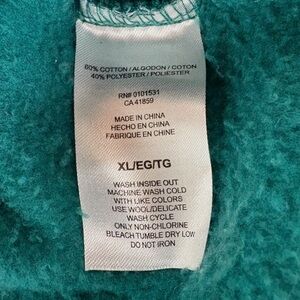 60% COTTON / ALGODON / COTON
40% POLYESTER / POLIESTER
RN# 0101531
CA 41859
MADE IN CHINA
HECHO EN CHINA
FABRIQUE EN CHINE
XL/EG/TG
WASH INSIDE OUT
MACHINE WASH COLD
WITH LIKE COLORS
USE WOOL/DELICATE
WASH CYCLE
ONLY NON-CHLORINE
BLEACH TUMBLE DRY LOW
DO NOT IRON